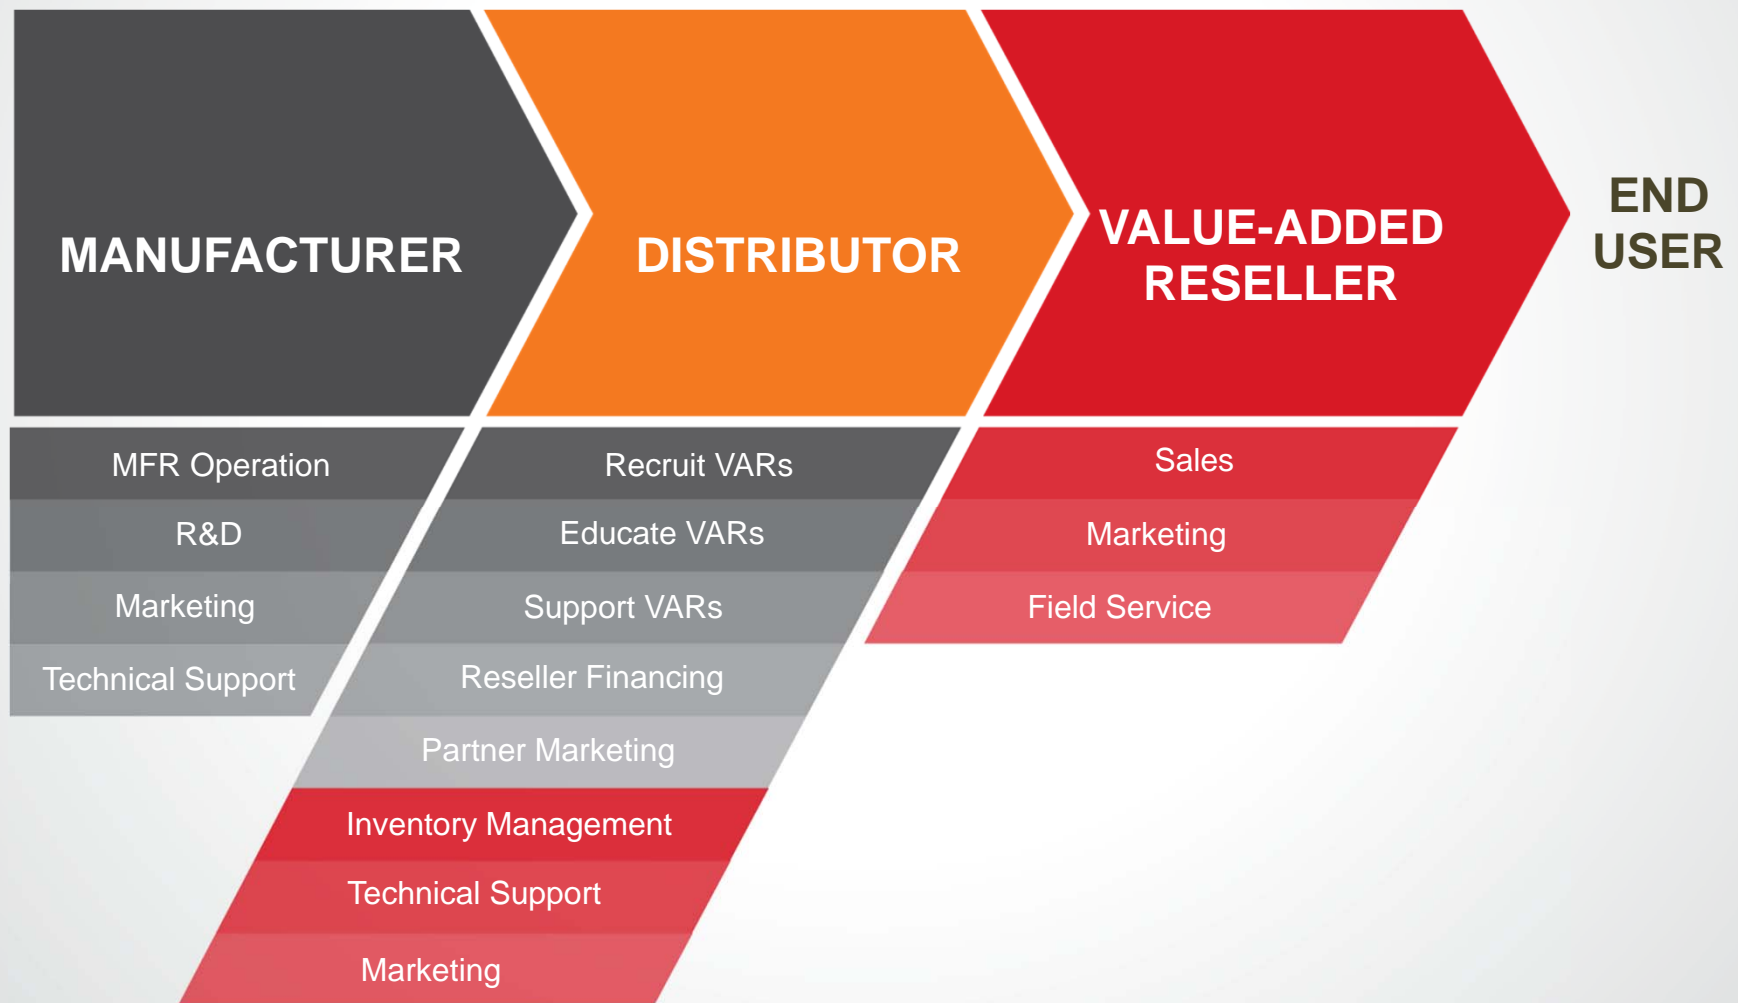 MANUFACTURER
DISTRIBUTOR
VALUE-ADDED
RESELLER
END
USER
MFR Operation
R&D
Marketing
Technical Support
Recruit VARs
Educate VARs
Support VARs
Reseller Financing
Partner Marketing
Inventory Management
Technical Support
Marketing
Sales
Marketing
Field Service